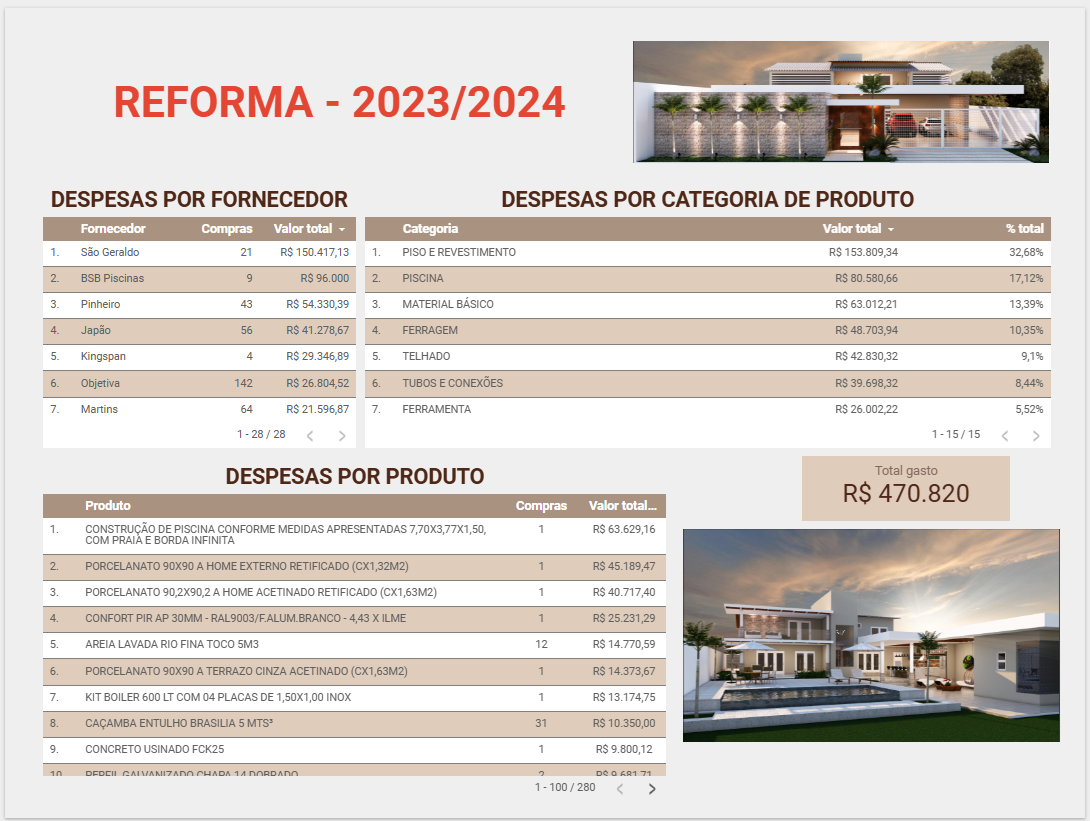 REFORMA - 2023/2024
DESPESAS POR FORNECEDOR
Fornecedor Compras Valor total
1. São Geraldo 21 R$ 150.417,13
2. BSB Piscinas 9 R$ 96.000
3. Pinheiro 43 R$ 54.330,39
4. Japão 56 R$ 41.278,67
5. Kingspan 4 R$ 29.346,89
6. Objetiva 142 R$ 26.804,52
7. Martins 64 R$ 21.596,87
1 - 28 / 28
DESPESAS POR CATEGORIA DE PRODUTO
Categoria Valor total % total
1. PISO E REVESTIMENTO R$ 153.809,34 32,68%
2. PISCINA R$ 80.580,66 17,12%
3. MATERIAL BÁSICO R$ 63.012,21 13,39%
4. FERRAGEM R$ 48.703,94 10,35%
5. TELHADO R$ 42.830,32 9,1%
6. TUBOS E CONEXÕES R$ 39.698,32 8,44%
7. FERRAMENTA R$ 26.002,22 5,52%
1 - 15 / 15
DESPESAS POR PRODUTO
Produto Compras Valor total...
1. CONSTRUÇÃO DE PISCINA CONFORME MEDIDAS APRESENTADAS 7,70X3,77X1,50, 1 R$ 63.629,16
COM PRAIA E BORDA INFINITA
2. PORCELANATO 90X90 A HOME EXTERNO RETIFICADO (CX1,32M2) 1 R$ 45.189,47
3. PORCELANATO 90,2X90,2 A HOME ACETINADO RETIFICADO (CX1,63M2) 1 R$ 40.717,40
4. CONFORT PIR AP 30MM - RAL9003/F.ALUM.BRANCO - 4,43 X ILME 1 R$ 25.231,29
5. AREIA LAVADA RIO FINA TOCO 5M3 12 R$ 14.770,59
6. PORCELANATO 90X90 A TERRAZO CINZA ACETINADO (CX1,63M2) 1 R$ 14.373,67
7. KIT BOILER 600 LT COM 04 PLACAS DE 1,50X1,00 INOX 1 R$ 13.174,75
8. CAÇAMBA ENTULHO BRASILIA 5 MTS³ 31 R$ 10.350,00
9. CONCRETO USINADO FCK25 1 R$ 9.800,12
10. PERFIL GALVANIZADO CHAPA 14 DOBRADO 2 R$ 9.681,71
1 - 100 / 280
Total gasto
R$ 470.820